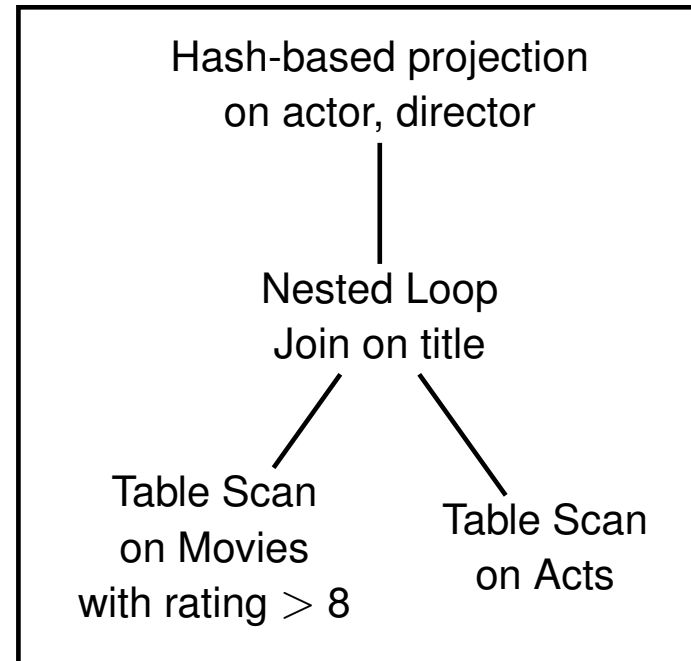 Hash-based projection
on actor, director
Nested Loop
Join on title
Table Scan
on Movies
with rating > 8
Table Scan
on Acts